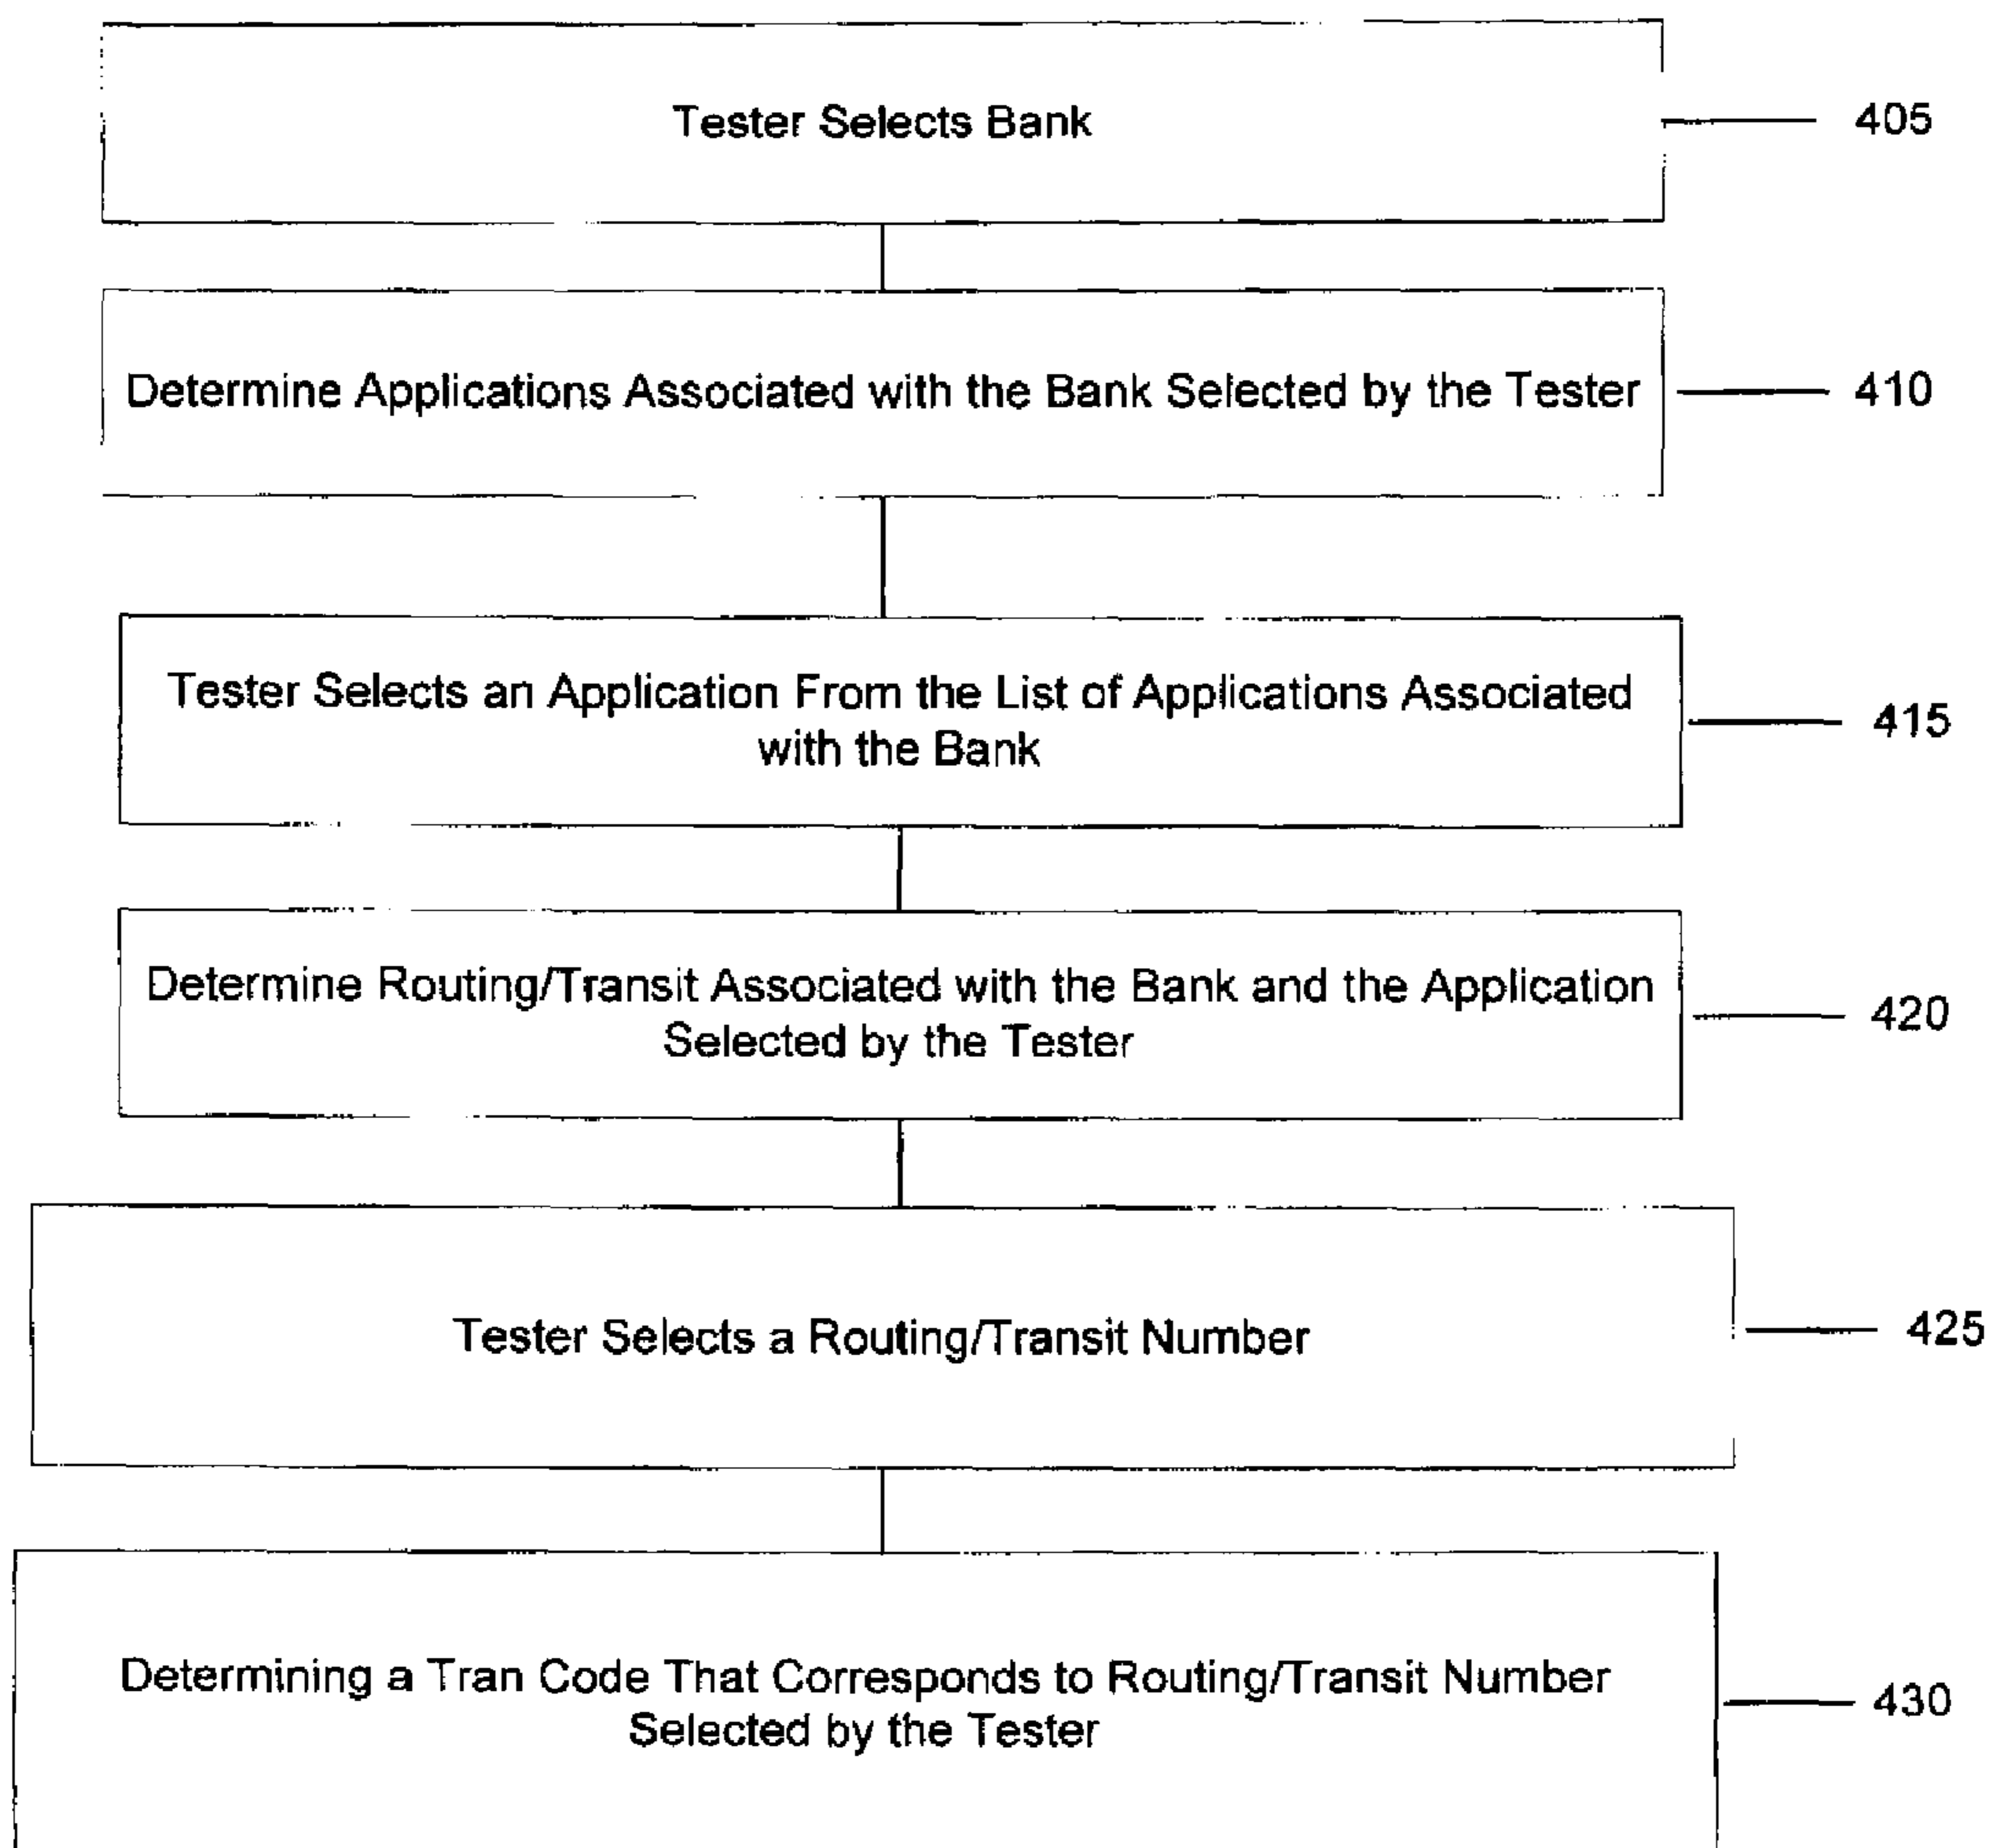 Tester Selects Bank
405
Determine Applications Associated with the Bank Selected by the Tester
410
Tester Selects an Application From the List of Applications Associated
with the Bank
415
Determine Routing/Transit Associated with the Bank and the Application
Selected by the Tester
420
Tester Selects a Routing/Transit Number
425
Determining a Tran Code That Corresponds to Routing/Transit Number
Selected by the Tester
430